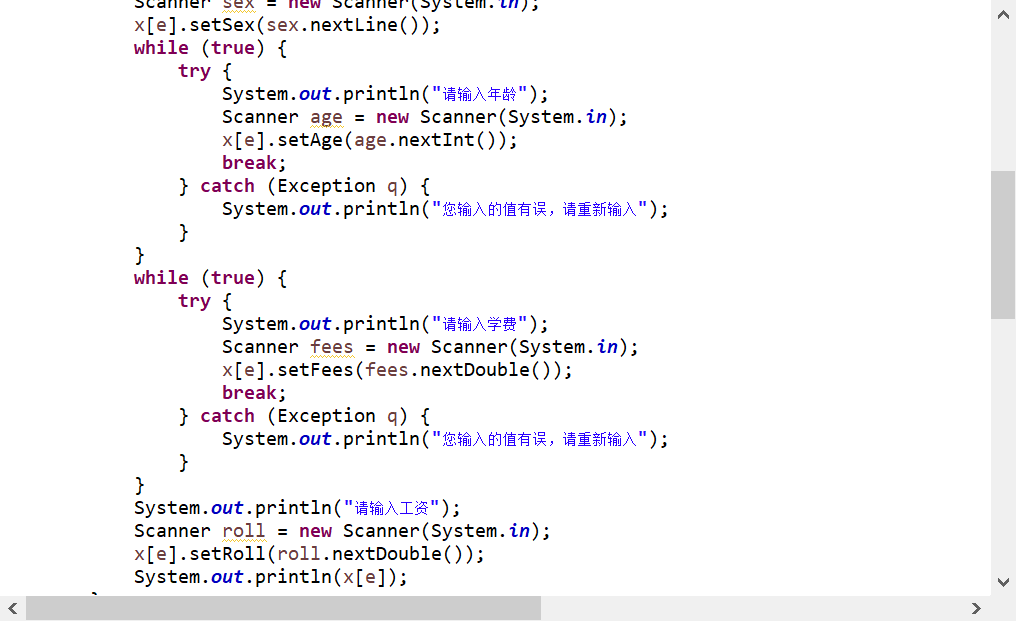 Scanner sex = new Scanner(System.in);
x[e].setSex(sex.nextLine());
while (true) {
try {
System.out.println("请输入年龄");
Scanner age = new Scanner(System.in);
x[e].setAge(age.nextInt());
break;
} catch (Exception q) {
System.out.println("您输入的值有误，请重新输入");
}
}
while (true) {
try {
System.out.println("请输入学费");
Scanner fees = new Scanner(System.in);
x[e].setFees(fees.nextDouble());
break;
} catch (Exception q) {
System.out.println("您输入的值有误，请重新输入");
}
}
System.out.println("请输入工资");
Scanner roll = new Scanner(System.in);
x[e].setRoll(roll.nextDouble());
System.out.println(x[e]);